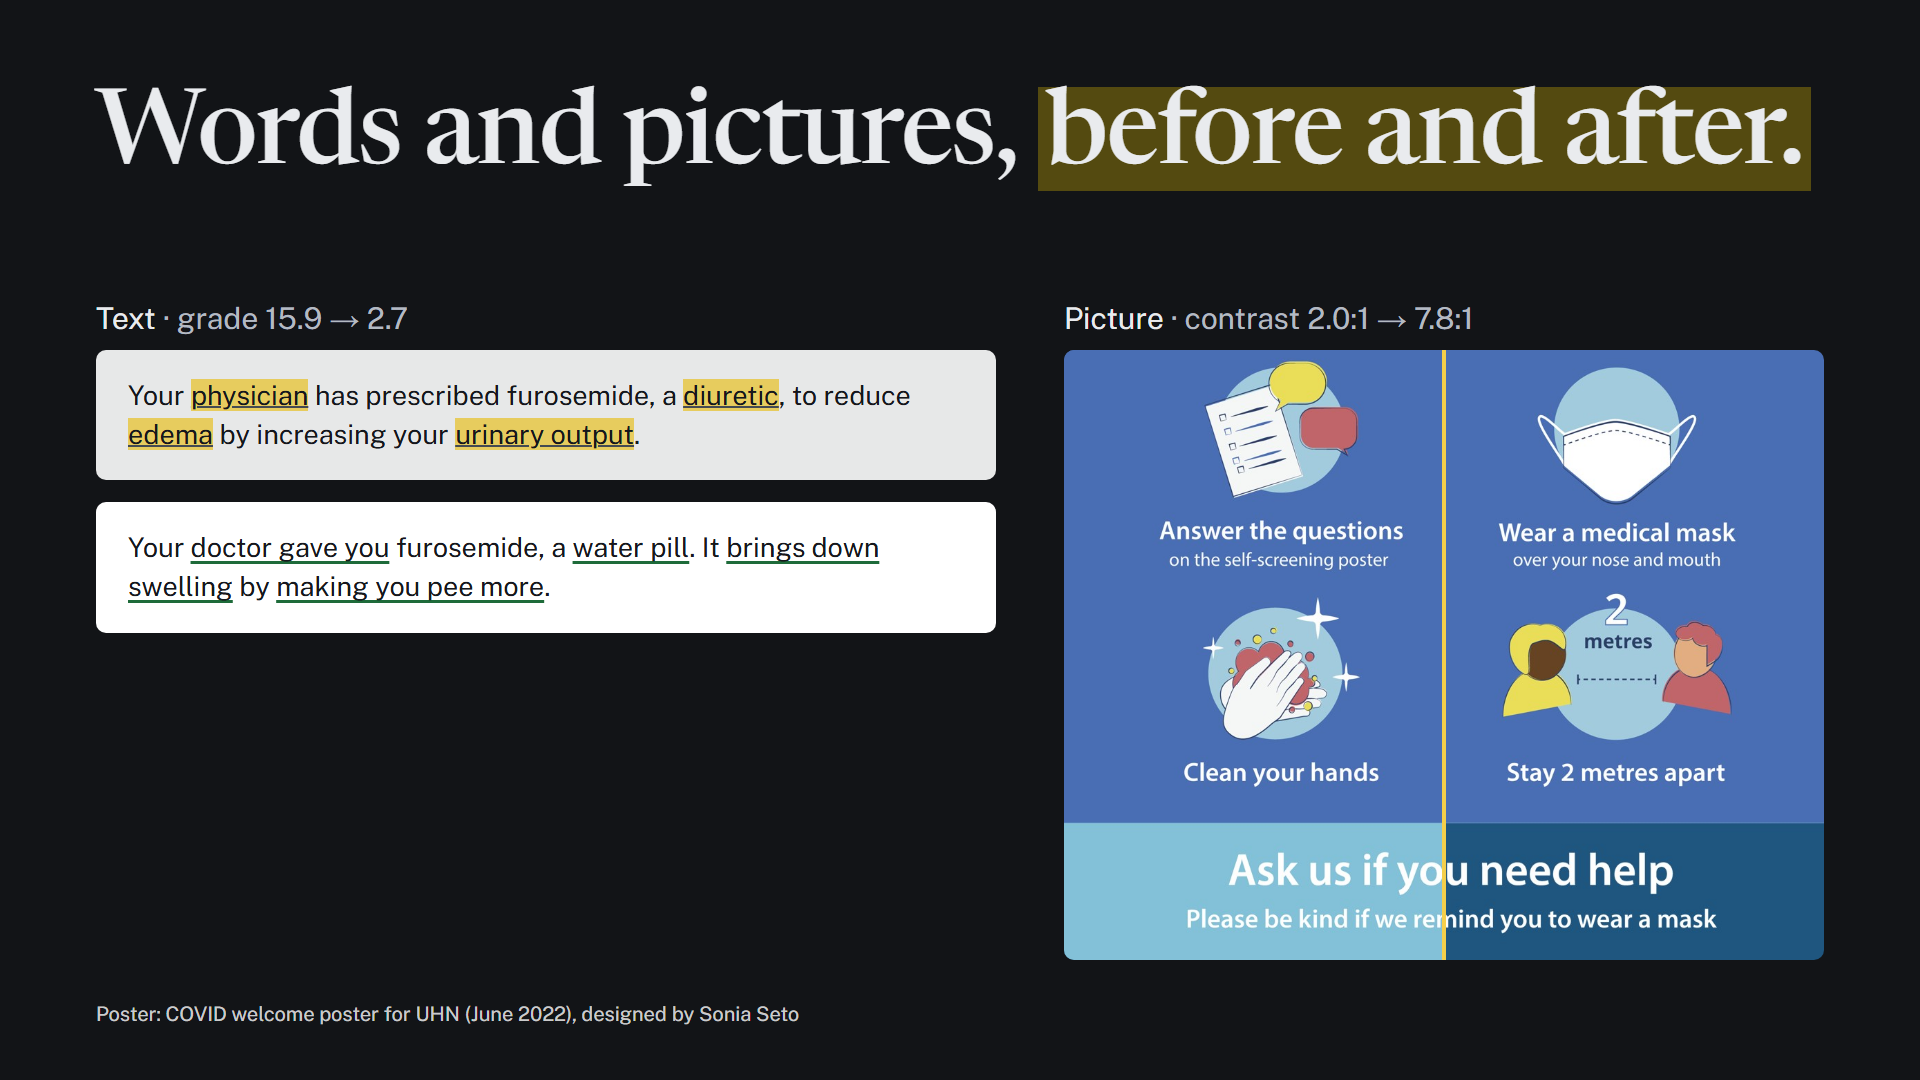 Words and pictures, before and after.
Text · grade 15.9 → 2.7
Your physician has prescribed furosemide, a diuretic, to reduce
edema by increasing your urinary output.
Your doctor gave you furosemide, a water pill. It brings down
swelling by making you pee more.
Picture · contrast 2.0:1 → 7.8:1
Answer the questions
on the self-screening poster
Wear a medical mask
over your nose and mouth
2
metres
Clean your hands
Stay 2 metres apart
Ask us if you need help
Please be kind if we remind you to wear a mask
Poster: COVID welcome poster for UHN (June 2022), designed by Sonia Seto